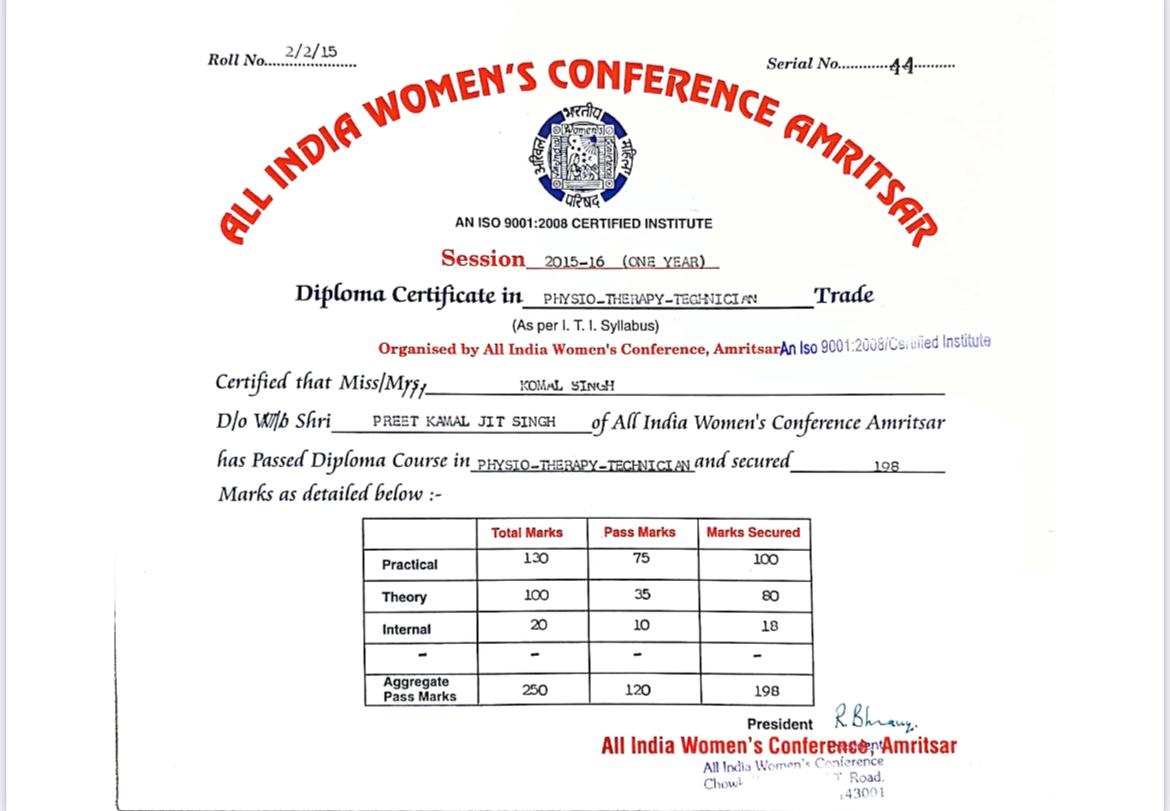 Roll No. 2/2/15
Serial No. 44
ALL INDIA WOMEN'S CONFERENCE AMRITSAR
अखिल भारतीय महिला परिषद
Women's
AN ISO 9001:2008 CERTIFIED INSTITUTE
Session 2015-16 (ONE YEAR)
Diploma Certificate in PHYSIO-THERAPY-TECHNICIAN Trade
(As per I. T. I. Syllabus)
Organised by All India Women's Conference, Amritsar An Iso 9001:2008/Certified Institute
Certified that Miss/Mrs, KOMAL SINGH
D/o W/o Shri PREET KAMAL JIT SINGH of All India Women's Conference Amritsar
has Passed Diploma Course in PHYSIO-THERAPY-TECHNICIAN and secured 198
Marks as detailed below :-
Total Marks Pass Marks Marks Secured
Practical 130 75 100
Theory 100 35 80
Internal 20 10 18
- - - -
Aggregate Pass Marks 250 120 198
President R. Bhrany.
All India Women's Conference, Amritsar
All India Women's Conference
Road.
43001